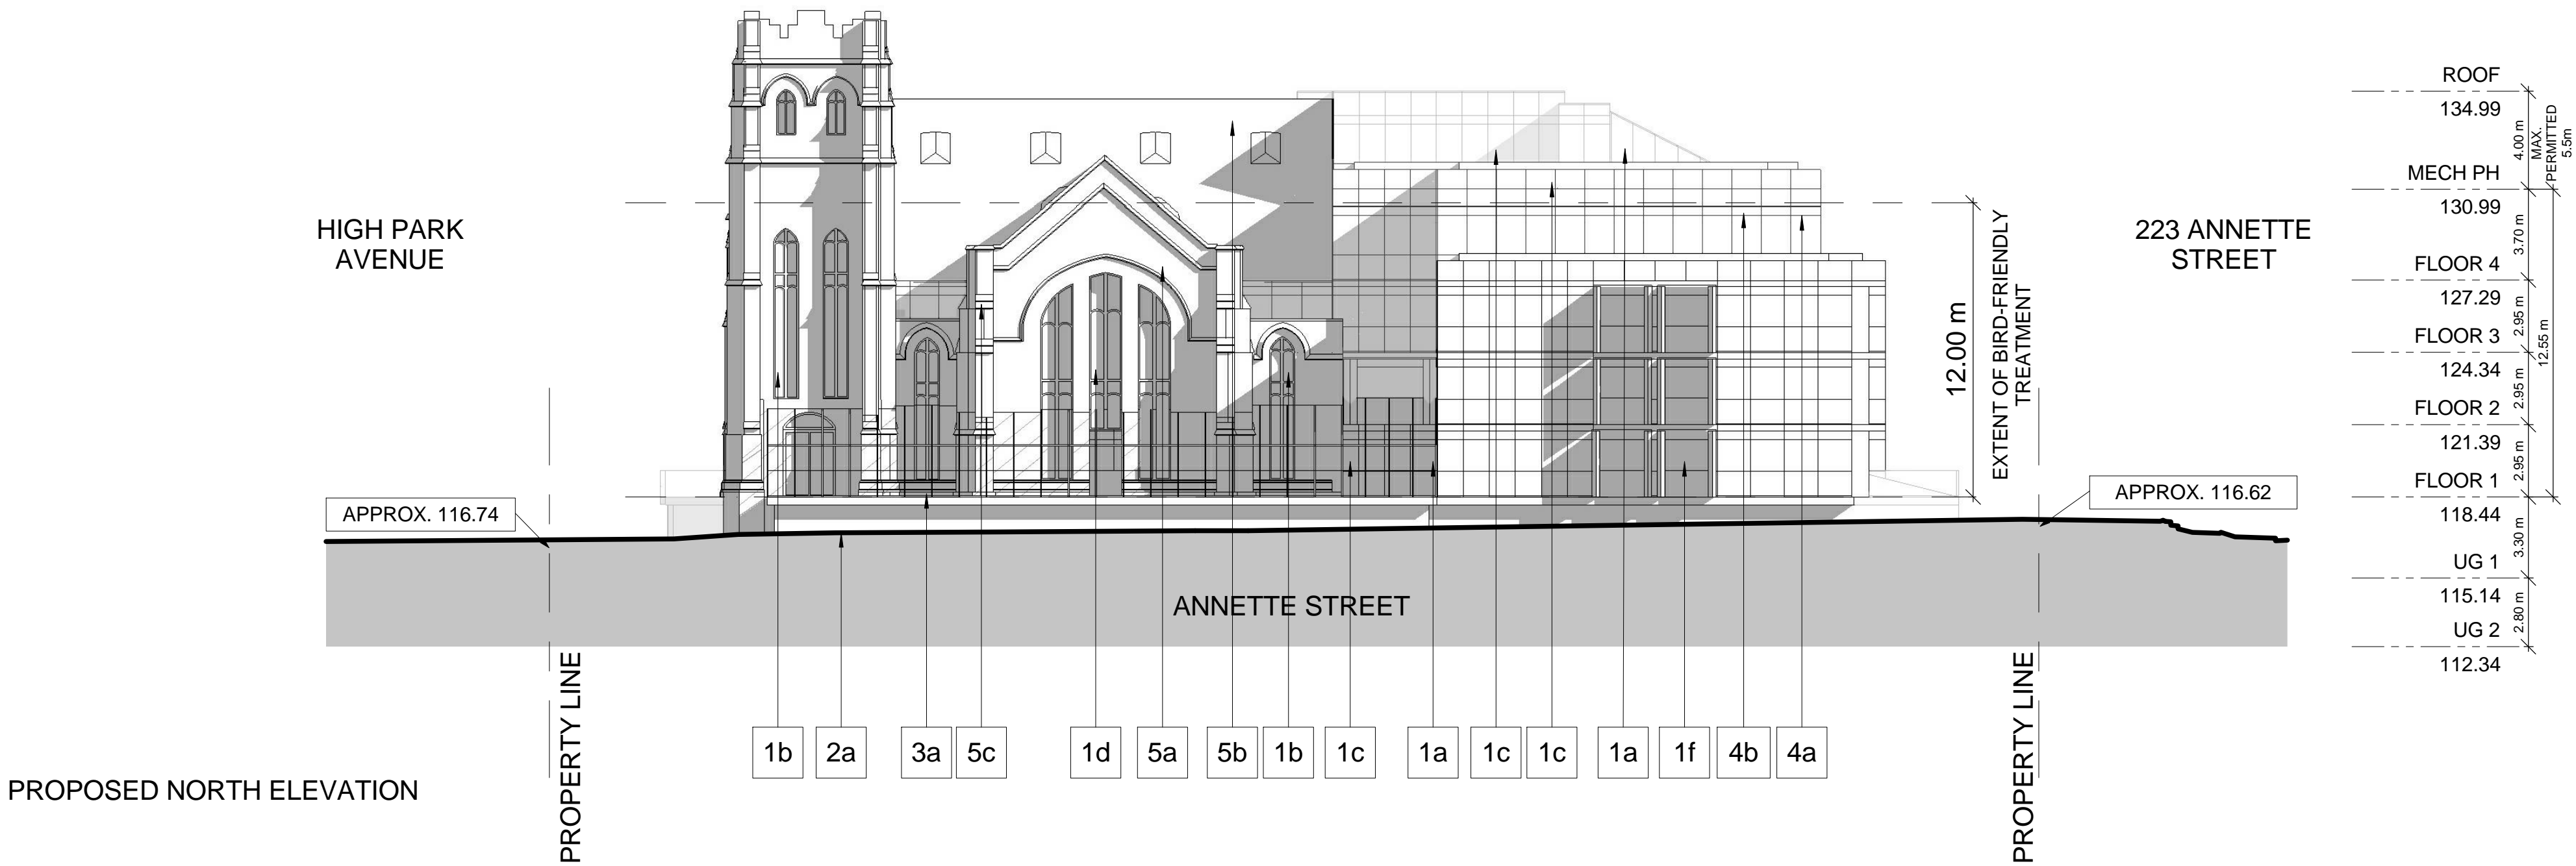 HIGH PARK
AVENUE
APPROX. 116.74
PROPERTY LINE
PROPOSED NORTH ELEVATION
ANNETTE STREET
1b
2a
3a
5c
1d
5a
5b
1b
1c
1a
1c
1c
1a
1f
4b
4a
12.00 m
EXTENT OF BIRD-FRIENDLY
TREATMENT
PROPERTY LINE
APPROX. 116.62
223 ANNETTE
STREET
ROOF
134.99
4.00 m
MAX.
PERMITTED
5.5m
MECH PH
130.99
3.70 m
FLOOR 4
127.29
2.95 m
FLOOR 3
124.34
12.55 m
2.95 m
FLOOR 2
121.39
2.95 m
FLOOR 1
118.44
3.30 m
UG 1
115.14
2.80 m
UG 2
112.34